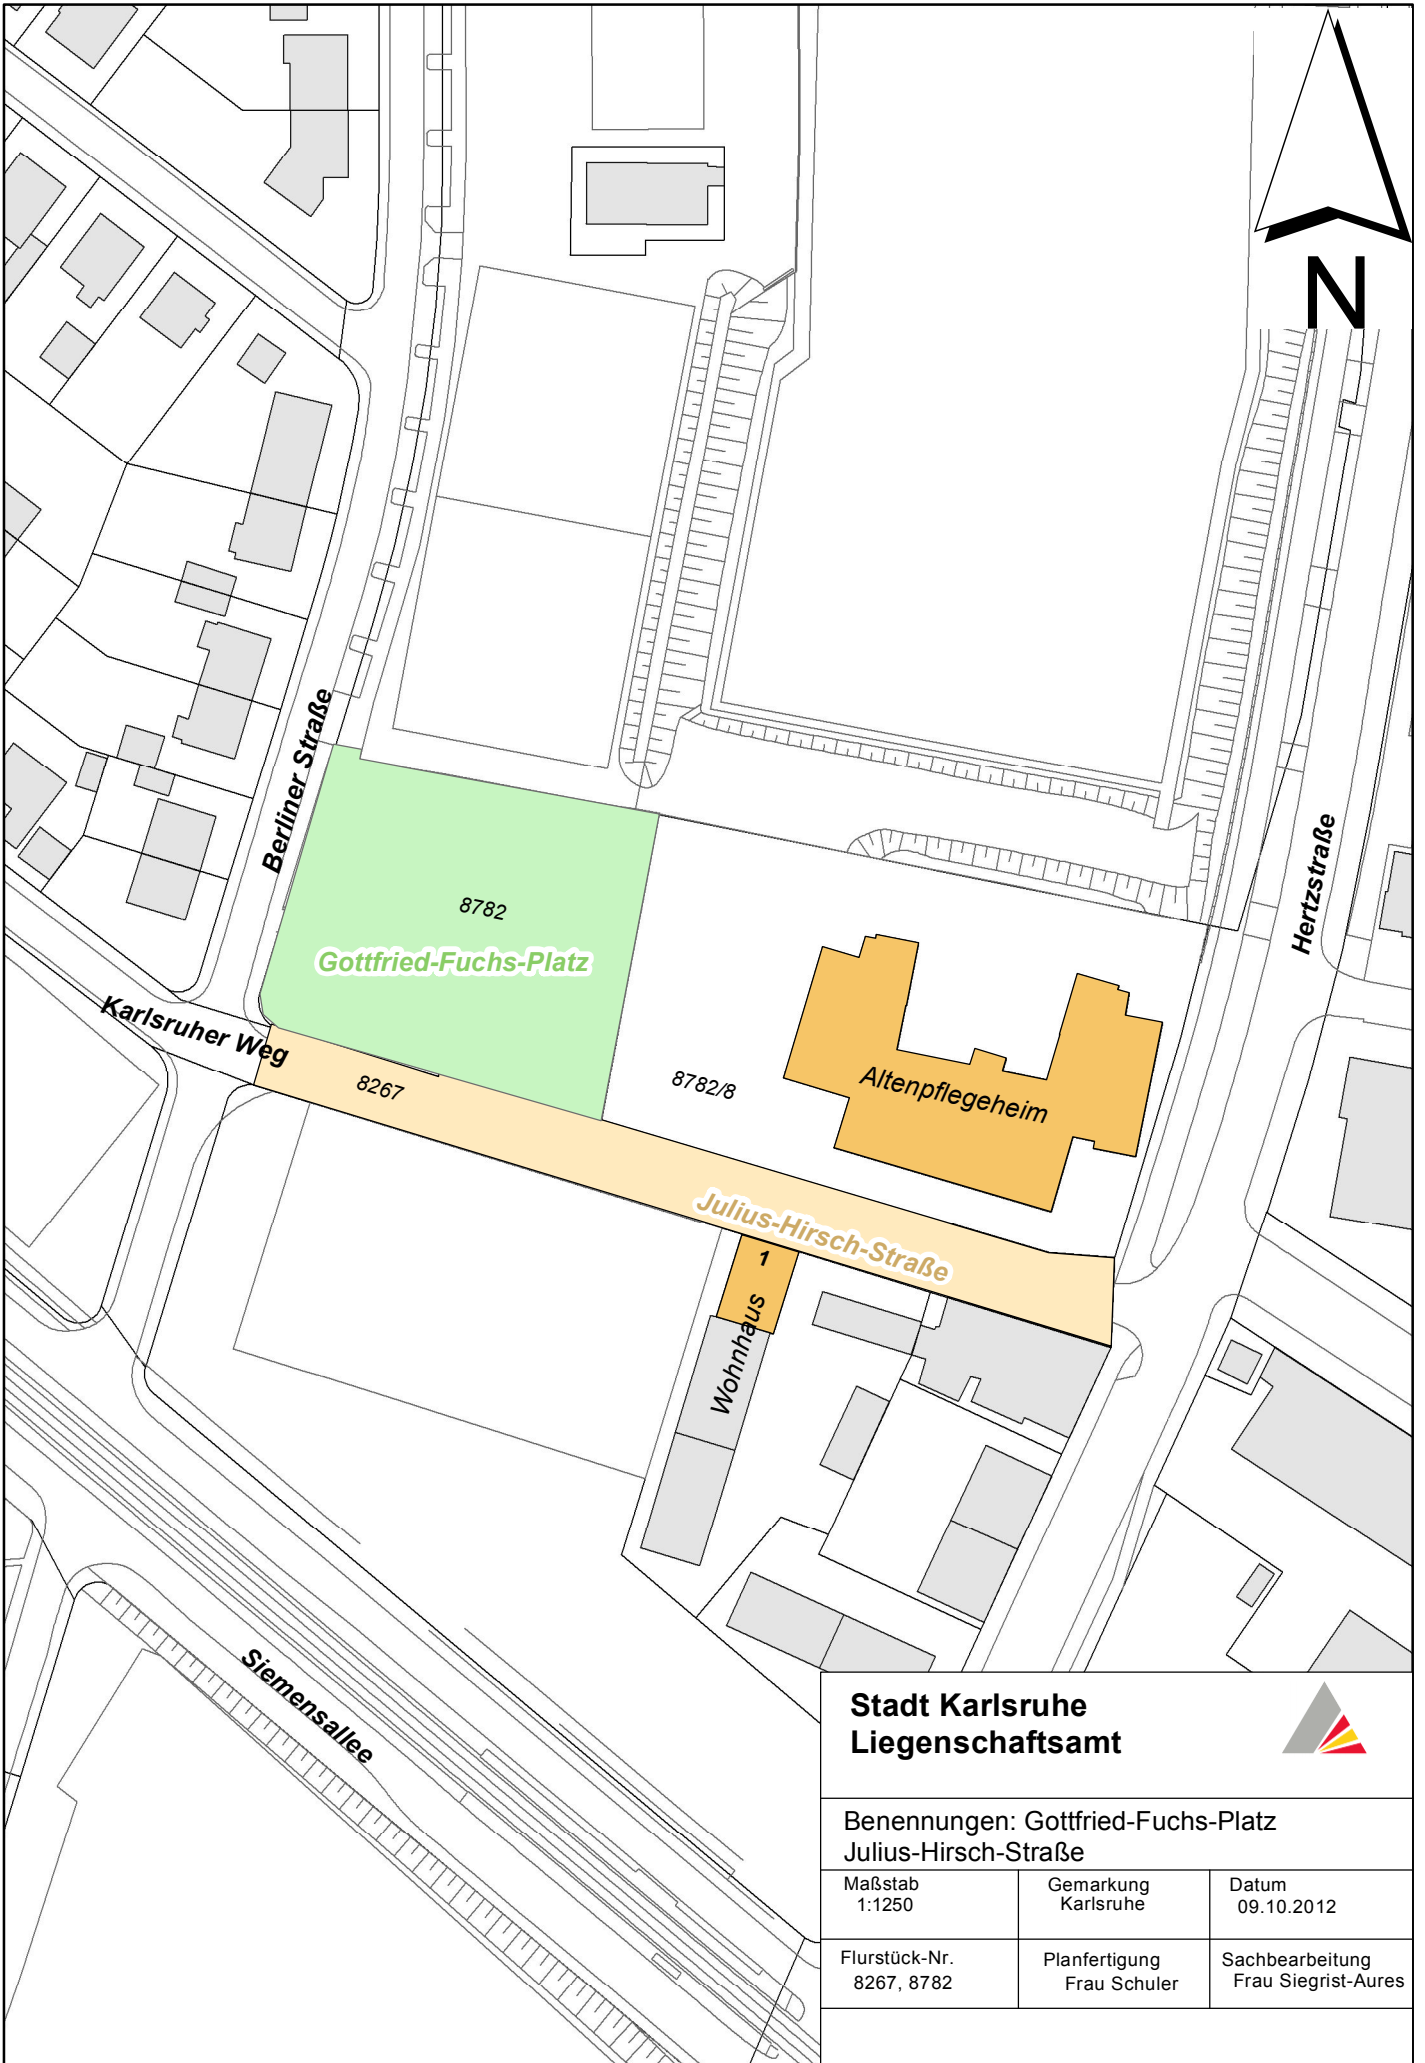 N
Berliner Straße
Hertzstraße
8782
Gottfried-Fuchs-Platz
Karlsruher Weg
8267
8782/8
Altenpflegeheim
Julius-Hirsch-Straße
1
Wohnhaus
Siemensallee
Stadt Karlsruhe
Liegenschaftsamt
Benennungen: Gottfried-Fuchs-Platz
Julius-Hirsch-Straße
Maßstab
1:1250
Gemarkung
Karlsruhe
Datum
09.10.2012
Flurstück-Nr.
8267, 8782
Planfertigung
Frau Schuler
Sachbearbeitung
Frau Siegrist-Aures